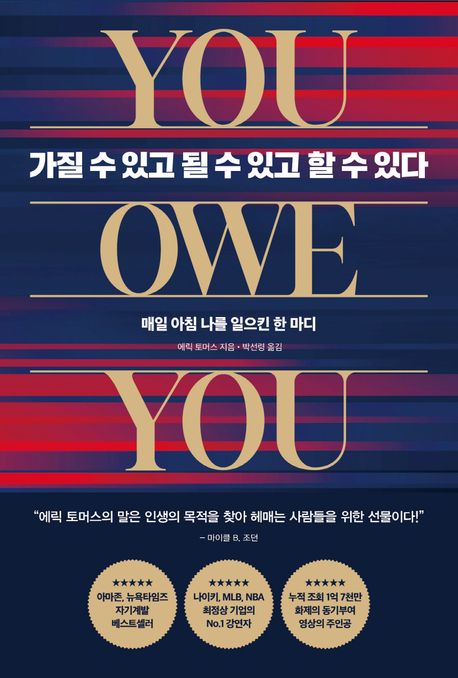 YOU
가질 수 있고 될 수 있고 할 수 있다
OWE
매일 아침 나를 일으킨 한 마디
에릭 토머스 지음 • 박선령 옮김
YOU
“에릭 토머스의 말은 인생의 목적을 찾아 헤매는 사람들을 위한 선물이다!”
– 마이클 B. 조던
★★★★★
아마존, 뉴욕타임즈
자기계발
베스트셀러
★★★★★
나이키, MLB, NBA
최정상 기업의
No.1 강연자
★★★★★
누적 조회 1억 7천만
화제의 동기부여
영상의 주인공